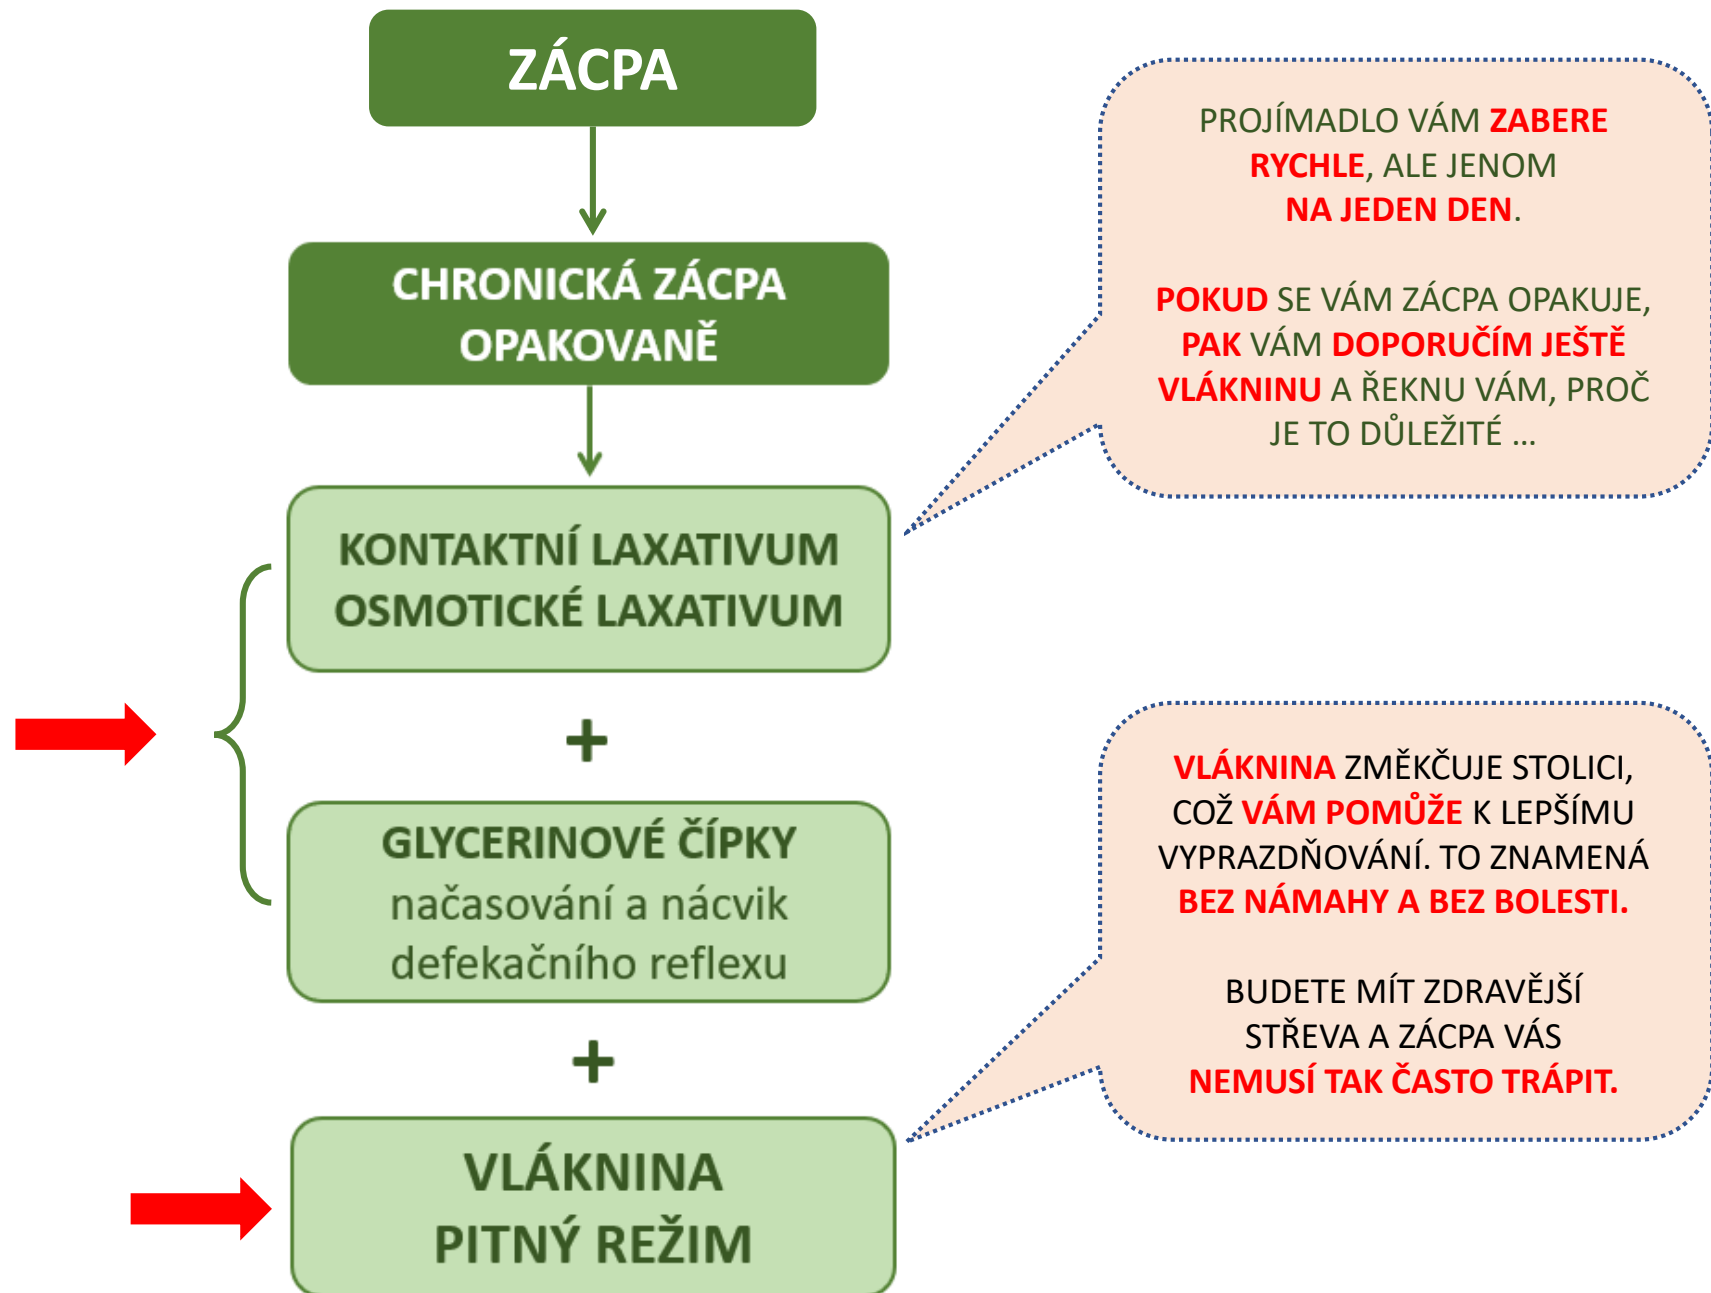 ZÁCPA
CHRONICKÁ ZÁCPA
OPAKOVANĚ
KONTAKTNÍ LAXATIVUM
OSMOTICKÉ LAXATIVUM
+
GLYCERINOVÉ ČÍPKY
načasování a nácvik
defekačního reflexu
+
VLÁKNINA
PITNÝ REŽIM
PROJÍMADLO VÁM ZABERE
RYCHLE, ALE JENOM
NA JEDEN DEN.
POKUD SE VÁM ZÁCPA OPAKUJE,
PAK VÁM DOPORUČÍM JEŠTĚ
VLÁKNINU A ŘEKNU VÁM, PROČ
JE TO DŮLEŽITÉ ...
VLÁKNINA ZMĚKČUJE STOLICI,
COŽ VÁM POMŮŽE K LEPŠÍMU
VYPRAZDŇOVÁNÍ. TO ZNAMENÁ
BEZ NÁMAHY A BEZ BOLESTI.
BUDETE MÍT ZDRAVĚJŠÍ
STŘEVA A ZÁCPA VÁS
NEMUSÍ TAK ČASTO TRÁPIT.